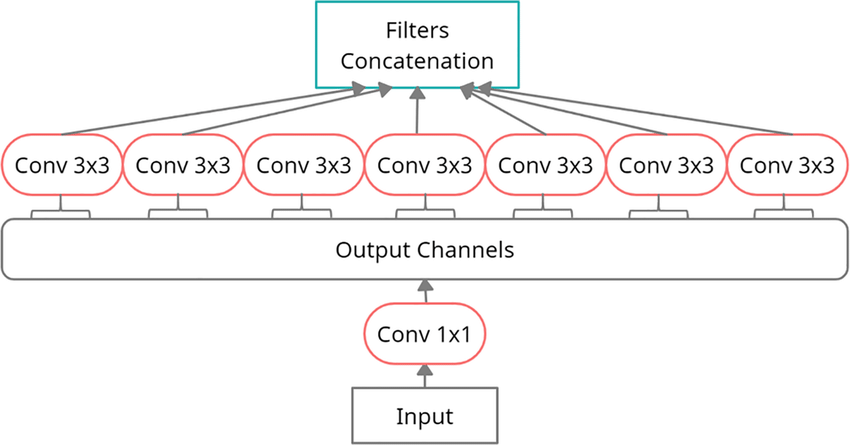 Filters
Concatenation
Conv 3x3 Conv 3x3 Conv 3x3 Conv 3x3 Conv 3x3 Conv 3x3 Conv 3x3
Output Channels
Conv 1x1
Input